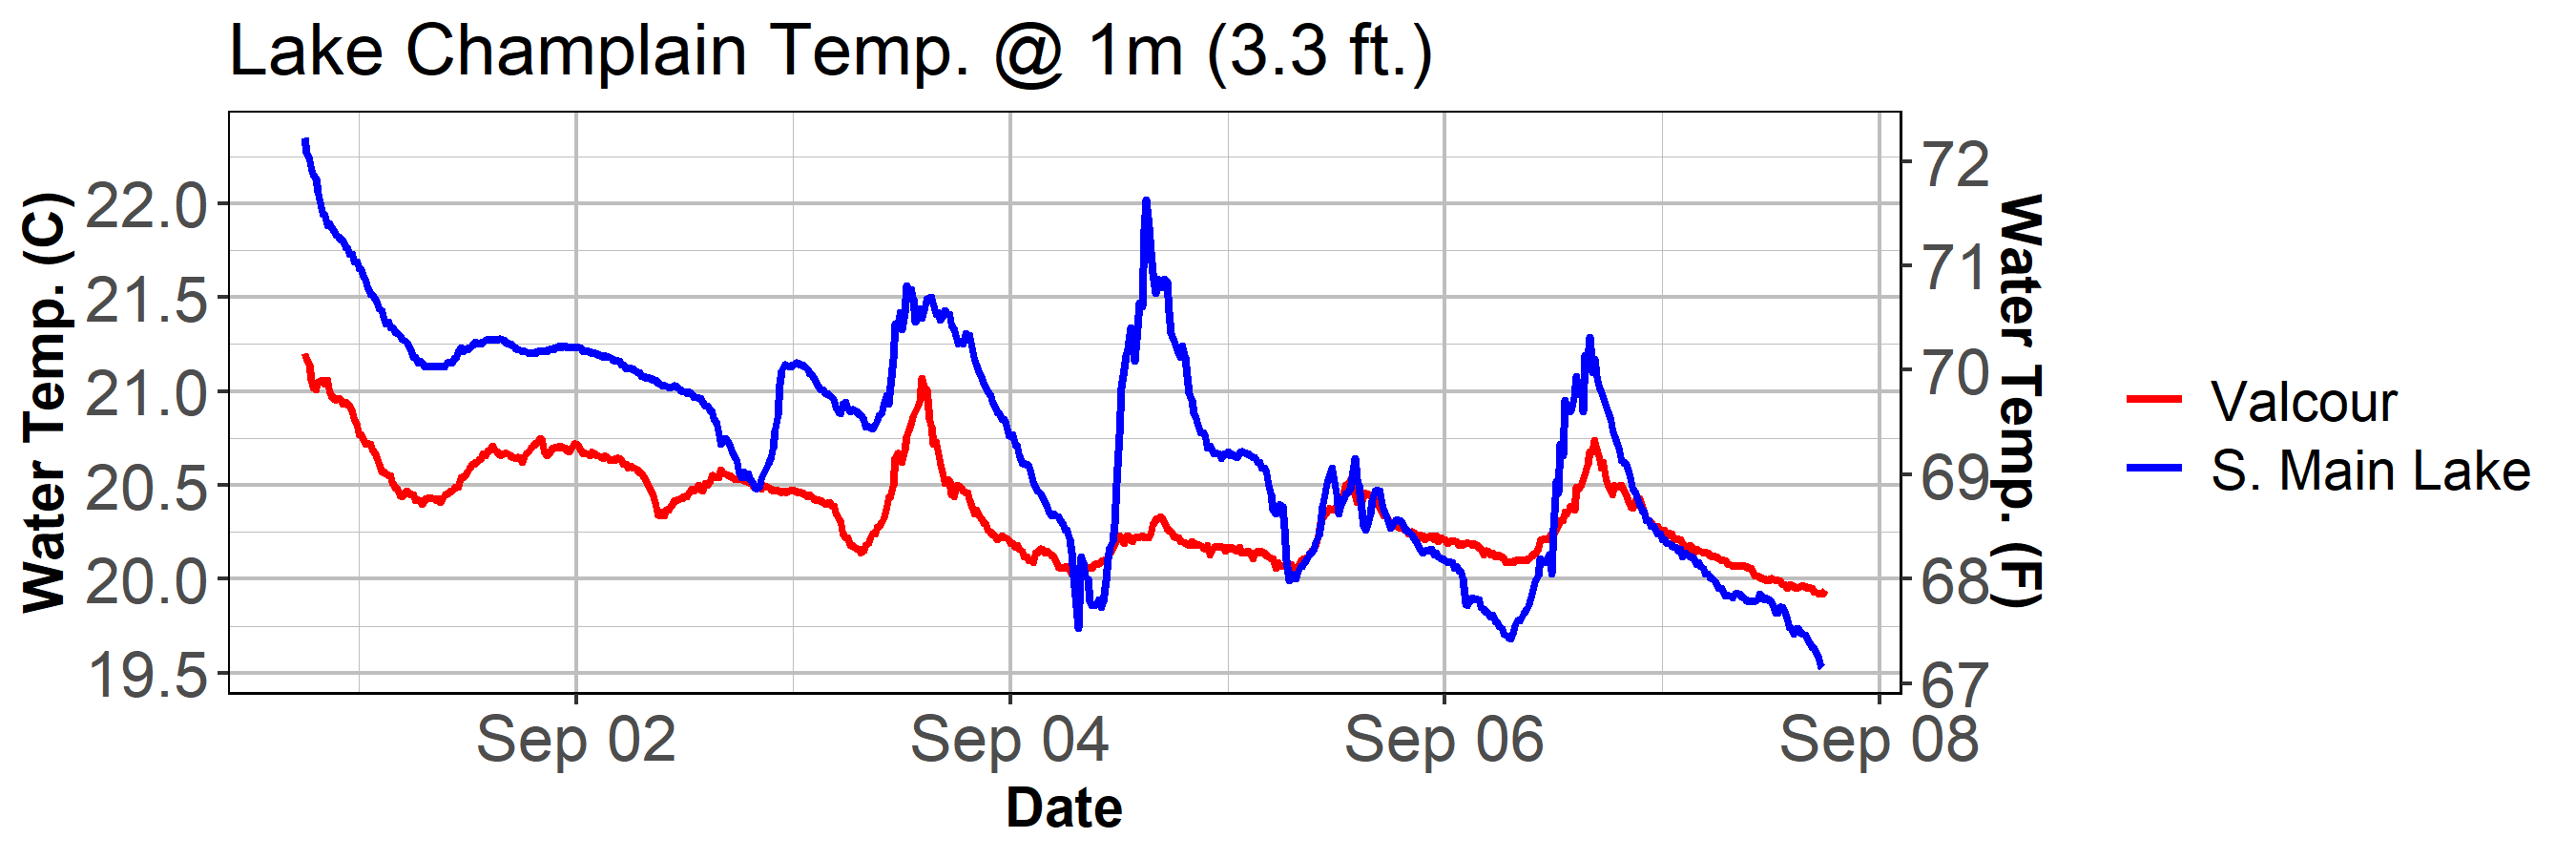 Lake Champlain Temp. @ 1m (3.3 ft.)
Water Temp. (C)
22.0
21.5
21.0
20.5
20.0
19.5
72
71
70
69
68
67
Water Temp. (F)
Sep 02
Sep 04
Sep 06
Sep 08
Date
Valcour
S. Main Lake